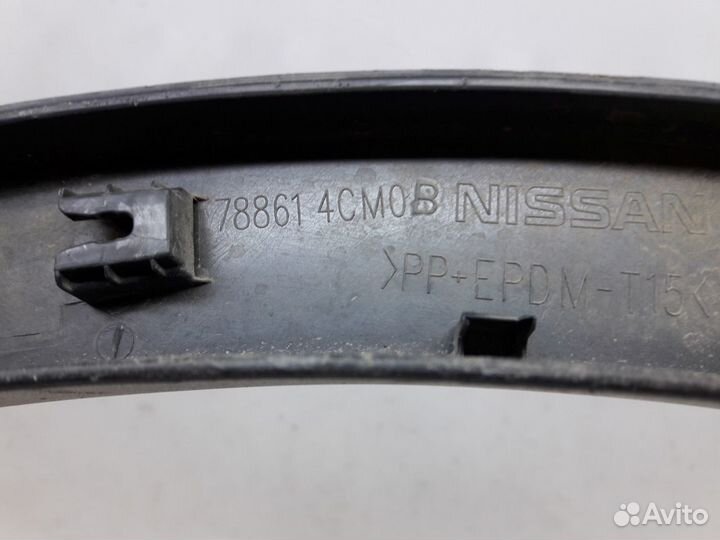 78861 4CM0B NISSAN
>PP+EPDM-T15<
Avito